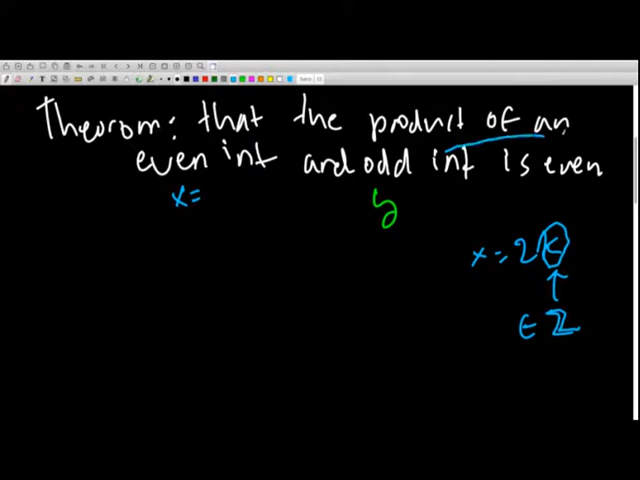 Theorom: that the product of an
even int and odd int is even
x=
y
x = 2k
∈ ℤ